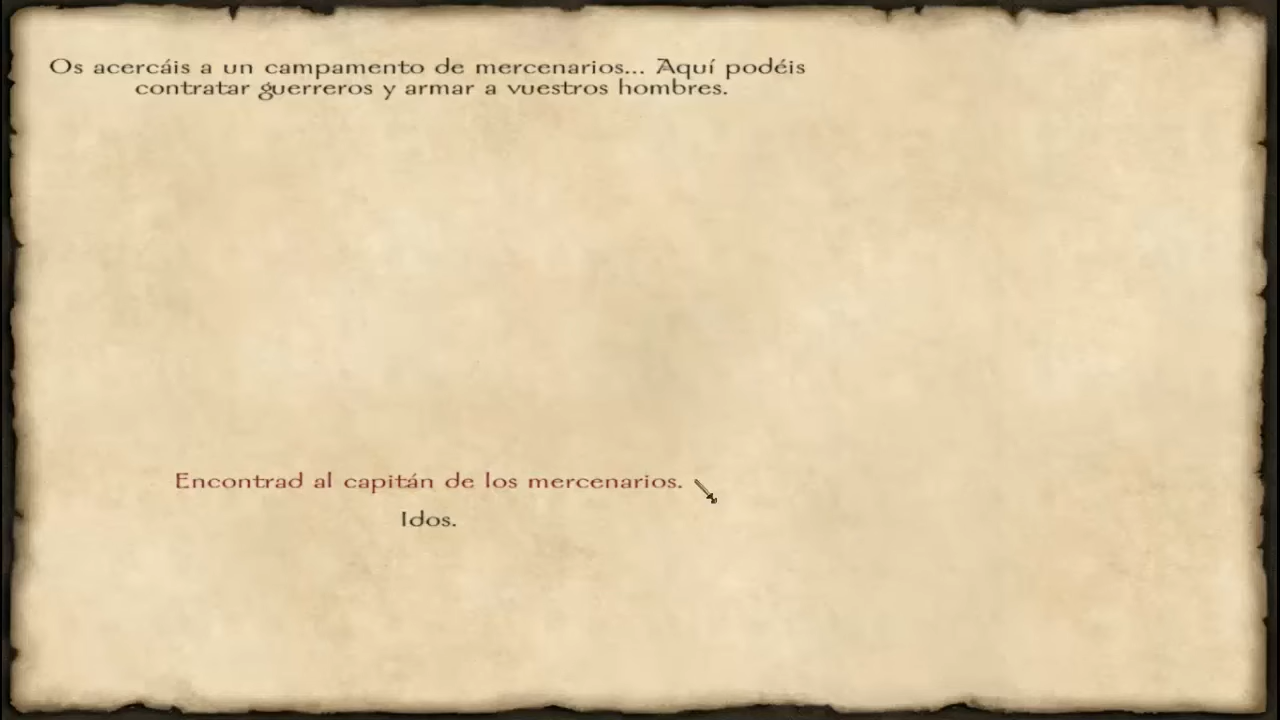 Os acercáis a un campamento de mercenarios... Aquí podéis
contratar guerreros y armar a vuestros hombres.
Encontrad al capitán de los mercenarios.
Idos.